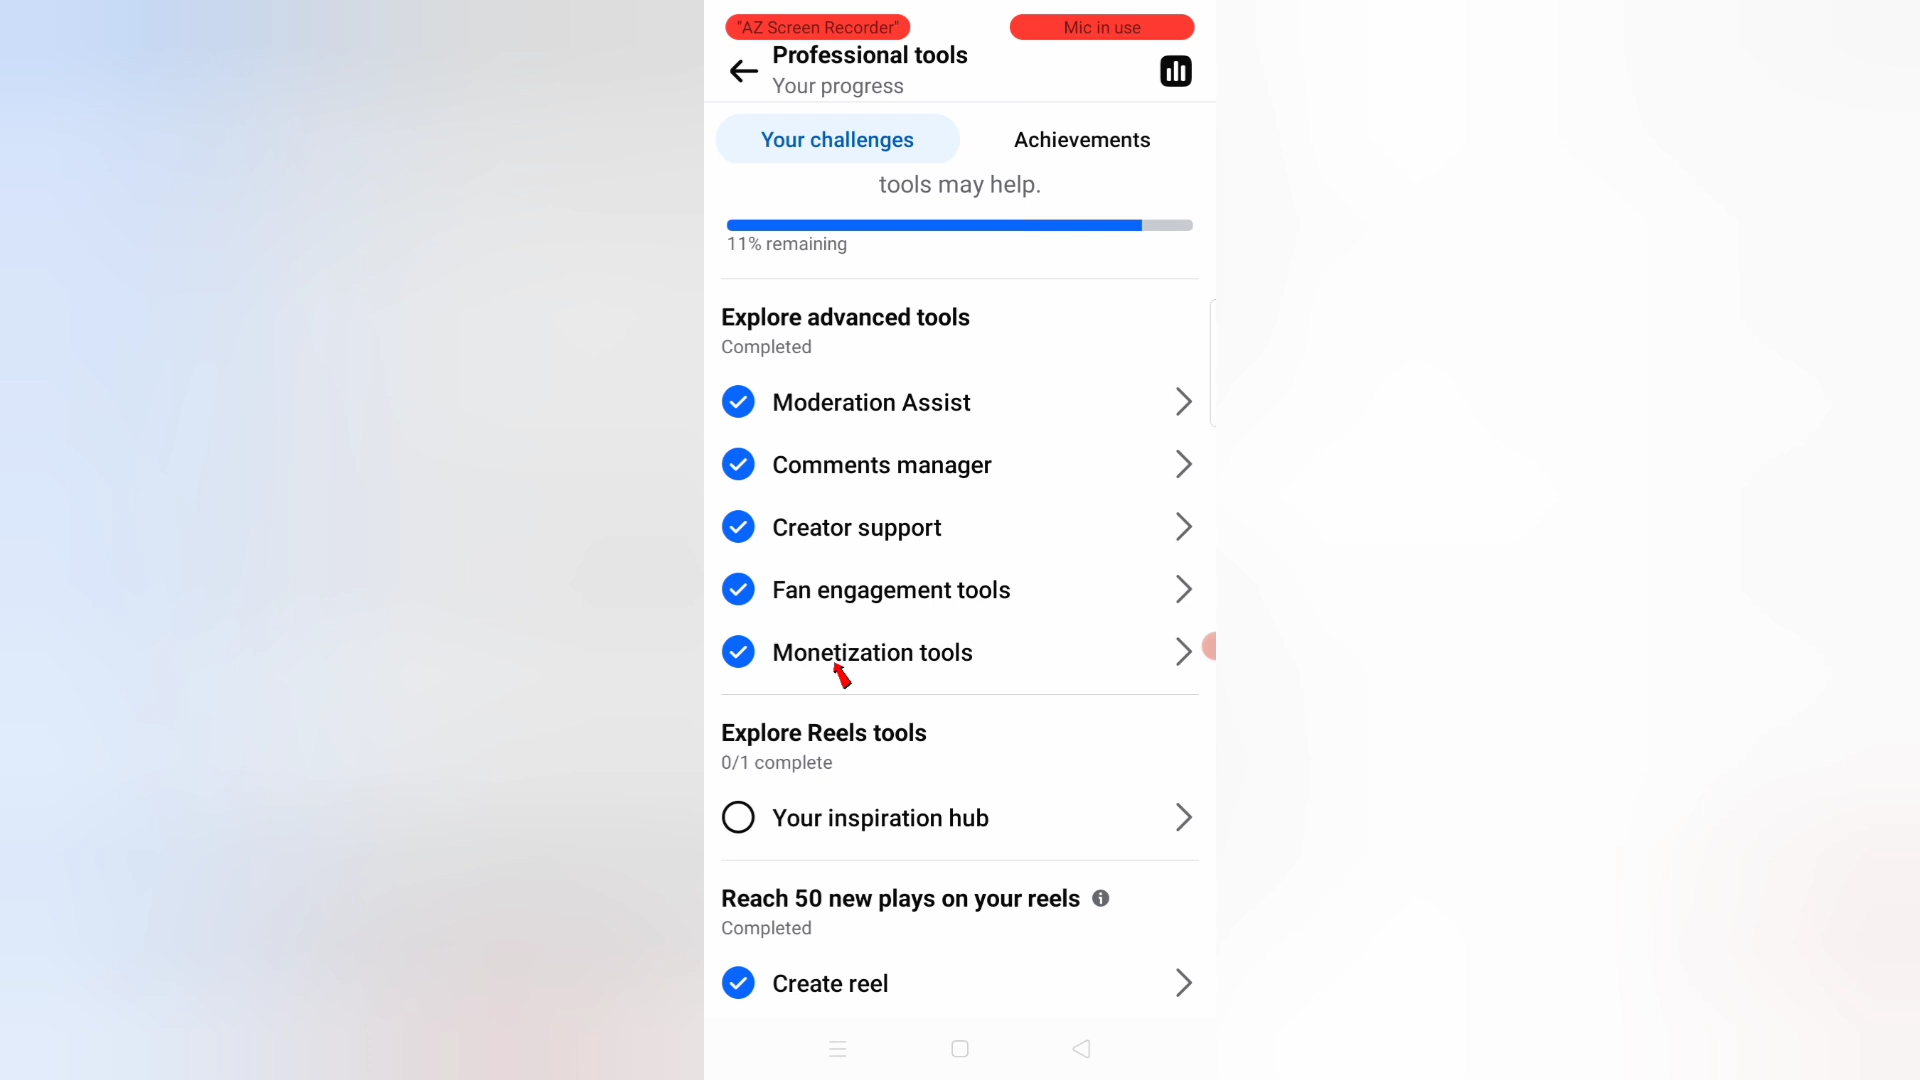 "AZ Screen Recorder"
Mic in use
Professional tools
Your progress
Your challenges
Achievements
tools may help.
11% remaining
Explore advanced tools
Completed
Moderation Assist
Comments manager
Creator support
Fan engagement tools
Monetization tools
Explore Reels tools
0/1 complete
Your inspiration hub
Reach 50 new plays on your reels
Completed
Create reel